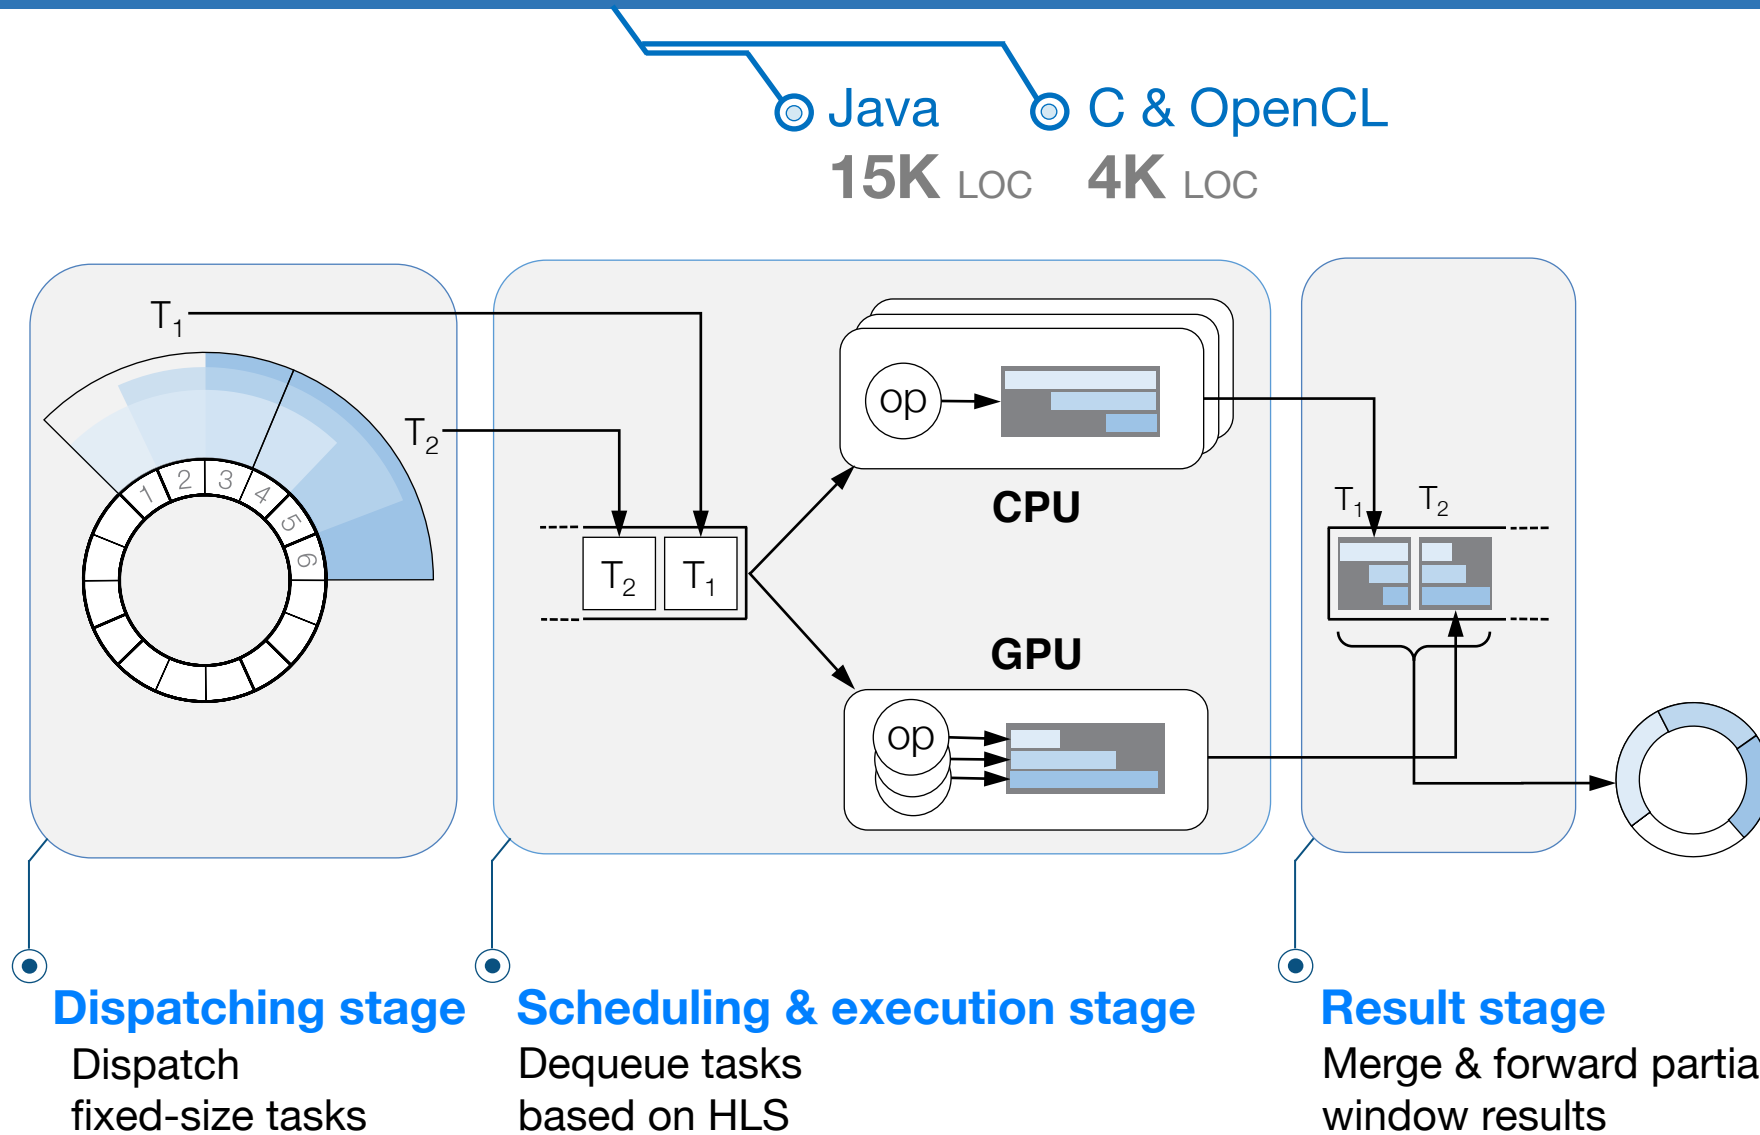 Java
C & OpenCL
15K LOC
4K LOC
T1
T2
1
2
3
4
5
6
T2
T1
op
CPU
GPU
op
T1
T2
Dispatching stage
Dispatch
fixed-size tasks
Scheduling & execution stage
Dequeue tasks
based on HLS
Result stage
Merge & forward partia
window results